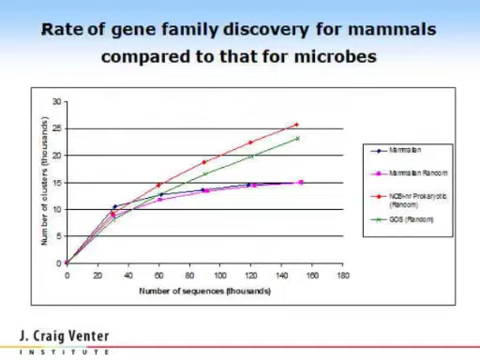 Rate of gene family discovery for mammals
compared to that for microbes
Number of clusters (thousands)
30
25
20
15
10
5
0
0 20 40 60 80 100 120 140 160 180
Number of sequences (thousands)
Mammalian
Mammalian Random
NCBI-nr Prokaryotic
(Random)
GOS (Random)
J. Craig Venter
INSTITUTE